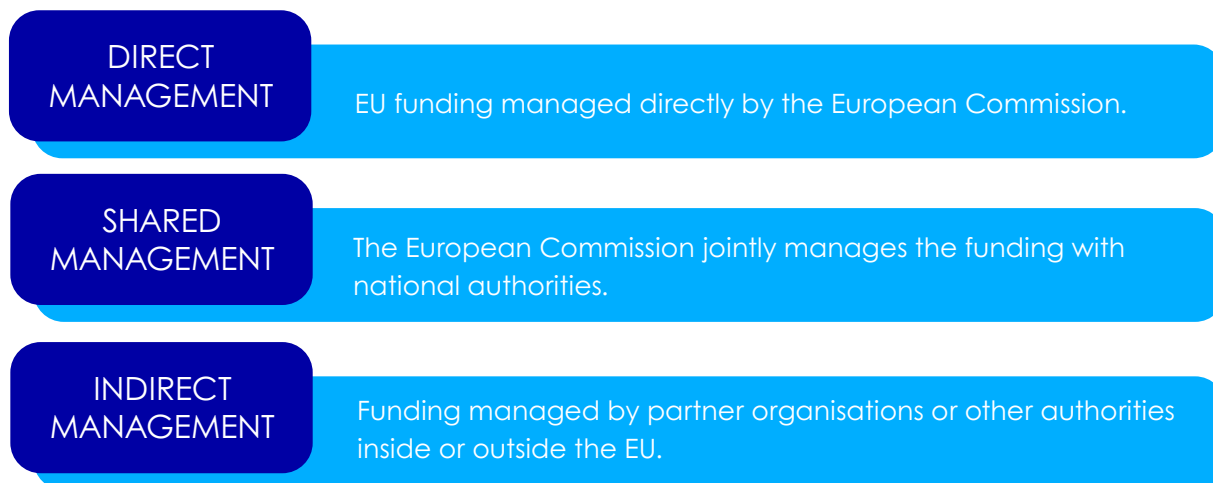 DIRECT
MANAGEMENT
EU funding managed directly by the European Commission.
SHARED
MANAGEMENT
The European Commission jointly manages the funding with
national authorities.
INDIRECT
MANAGEMENT
Funding managed by partner organisations or other authorities
inside or outside the EU.